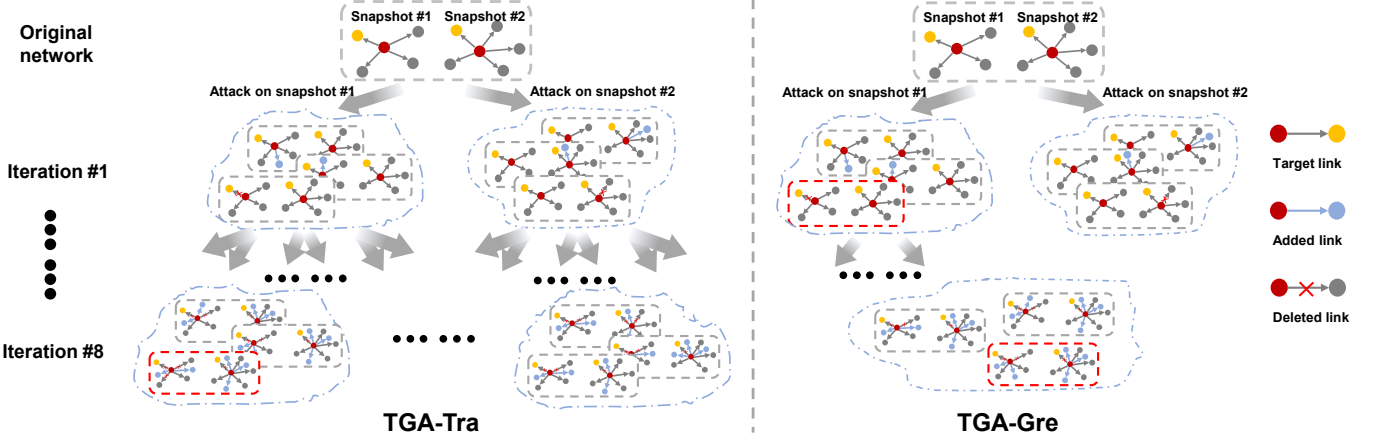 Original
network
Snapshot #1 Snapshot #2
Attack on snapshot #1
Attack on snapshot #2
Iteration #1
Iteration #8
TGA-Tra
Snapshot #1 Snapshot #2
Attack on snapshot #1
Attack on snapshot #2
TGA-Gre
Target link
Added link
Deleted link